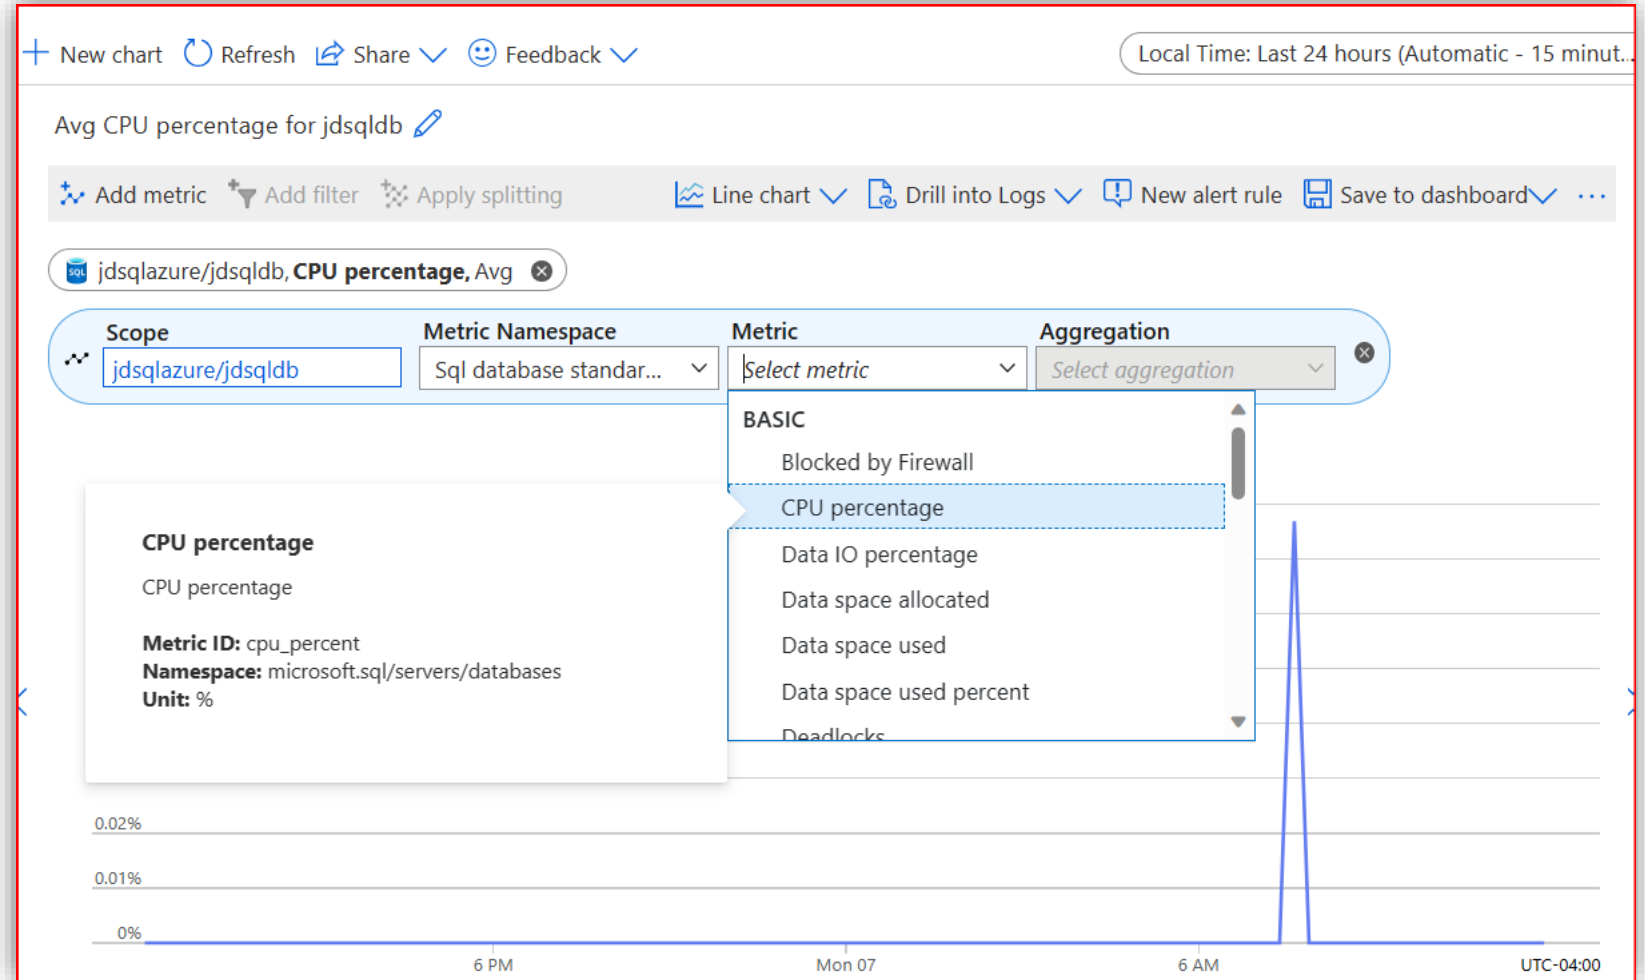 New chart Refresh Share Feedback Local Time: Last 24 hours (Automatic - 15 minut...
Avg CPU percentage for jdsqldb
Add metric Add filter Apply splitting Line chart Drill into Logs New alert rule Save to dashboard ...
SQL jdsqlazure/jdsqldb, CPU percentage, Avg
Scope Metric Namespace Metric Aggregation
jdsqlazure/jdsqldb Sql database standar... Select metric Select aggregation
BASIC
Blocked by Firewall
CPU percentage
Data IO percentage
Data space allocated
Data space used
Data space used percent
Deadlocks
CPU percentage
CPU percentage
Metric ID: cpu_percent
Namespace: microsoft.sql/servers/databases
Unit: %
0.02%
0.01%
0%
6 PM Mon 07 6 AM UTC-04:00